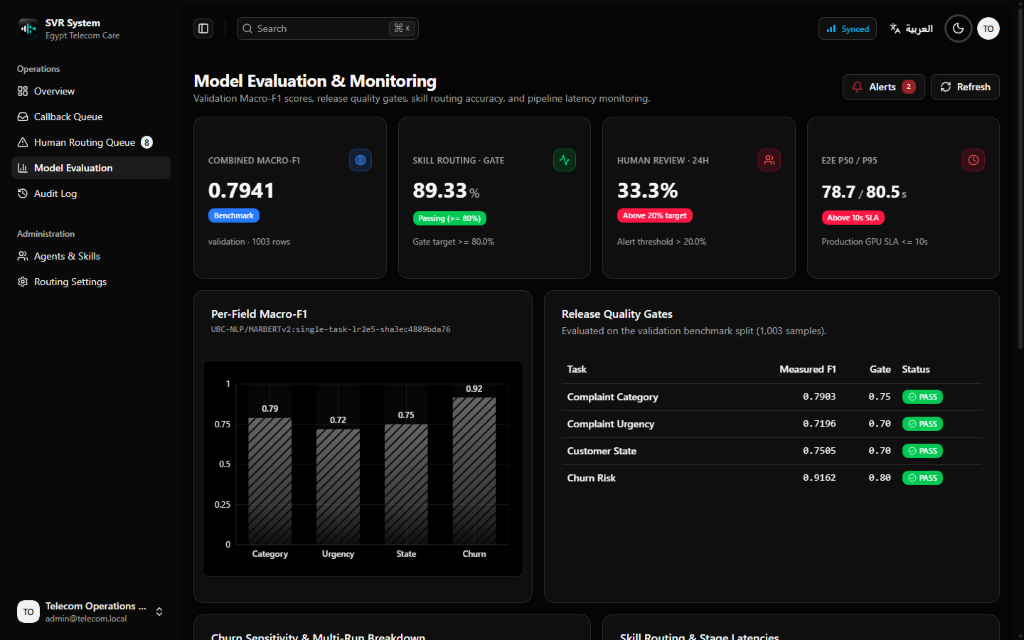 SVR System
Egypt Telecom Care
Operations
Overview
Callback Queue
Human Routing Queue 8
Model Evaluation
Audit Log
Administration
Agents & Skills
Routing Settings
TO
Telecom Operations ...
admin@telecom.local
Search ⌘ K
Synced
العربية
TO
Model Evaluation & Monitoring
Validation Macro-F1 scores, release quality gates, skill routing accuracy, and pipeline latency monitoring.
Alerts 2
Refresh
COMBINED MACRO-F1
0.7941
Benchmark
validation · 1003 rows
SKILL ROUTING · GATE
89.33 %
Passing (>= 80%)
Gate target >= 80.0%
HUMAN REVIEW · 24H
33.3%
Above 20% target
Alert threshold > 20.0%
E2E P50 / P95
78.7 / 80.5 s
Above 10s SLA
Production GPU SLA <= 10s
Per-Field Macro-F1
UBC-NLP/MARBERTv2:single-task-lr2e5-sha3ec4889bda76
1
0.75
0.5
0.25
0
0.79
0.72
0.75
0.92
Category
Urgency
State
Churn
Release Quality Gates
Evaluated on the validation benchmark split (1,003 samples).
Task Measured F1 Gate Status
Complaint Category 0.7903 0.75 PASS
Complaint Urgency 0.7196 0.70 PASS
Customer State 0.7505 0.70 PASS
Churn Risk 0.9162 0.80 PASS
Churn Sensitivity & Multi-Run Breakdown
Skill Routing & Stage Latencies